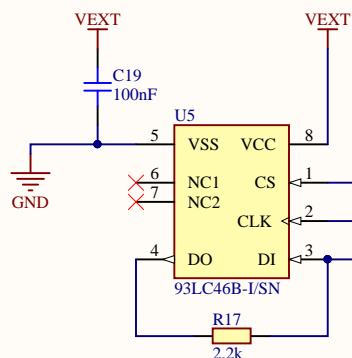 VEXT
VEXT
C19
100nF
U5
5
VSS
VCC
8
GND
6
NC1
CS
1
7
NC2
CLK
2
4
DO
DI
3
93LC46B-I/SN
R17
2.2k